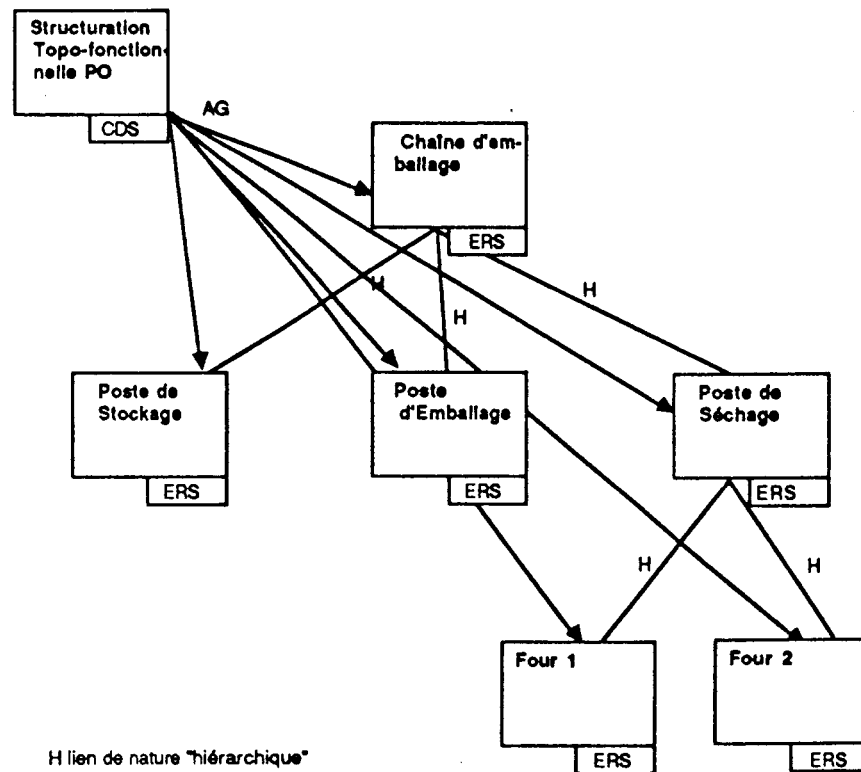 Structuration
Topo-fonction-
nelle PO
CDS
AG
Chaîne d'em-
ballage
ERS
H
H
H
Poste de
Stockage
ERS
Poste
d'Emballage
ERS
Poste de
Séchage
ERS
H
H
Four 1
ERS
Four 2
ERS
H lien de nature "hiérarchique"